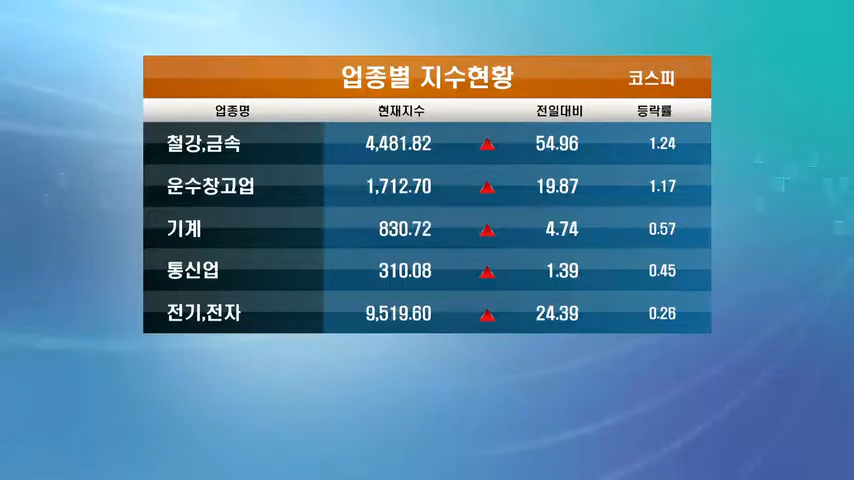 업종별 지수현황 코스피
업종명 현재지수 전일대비 등락률
철강,금속 4,481.82 ▲ 54.96 1.24
운수창고업 1,712.70 ▲ 19.87 1.17
기계 830.72 ▲ 4.74 0.57
통신업 310.08 ▲ 1.39 0.45
전기,전자 9,519.60 ▲ 24.39 0.26